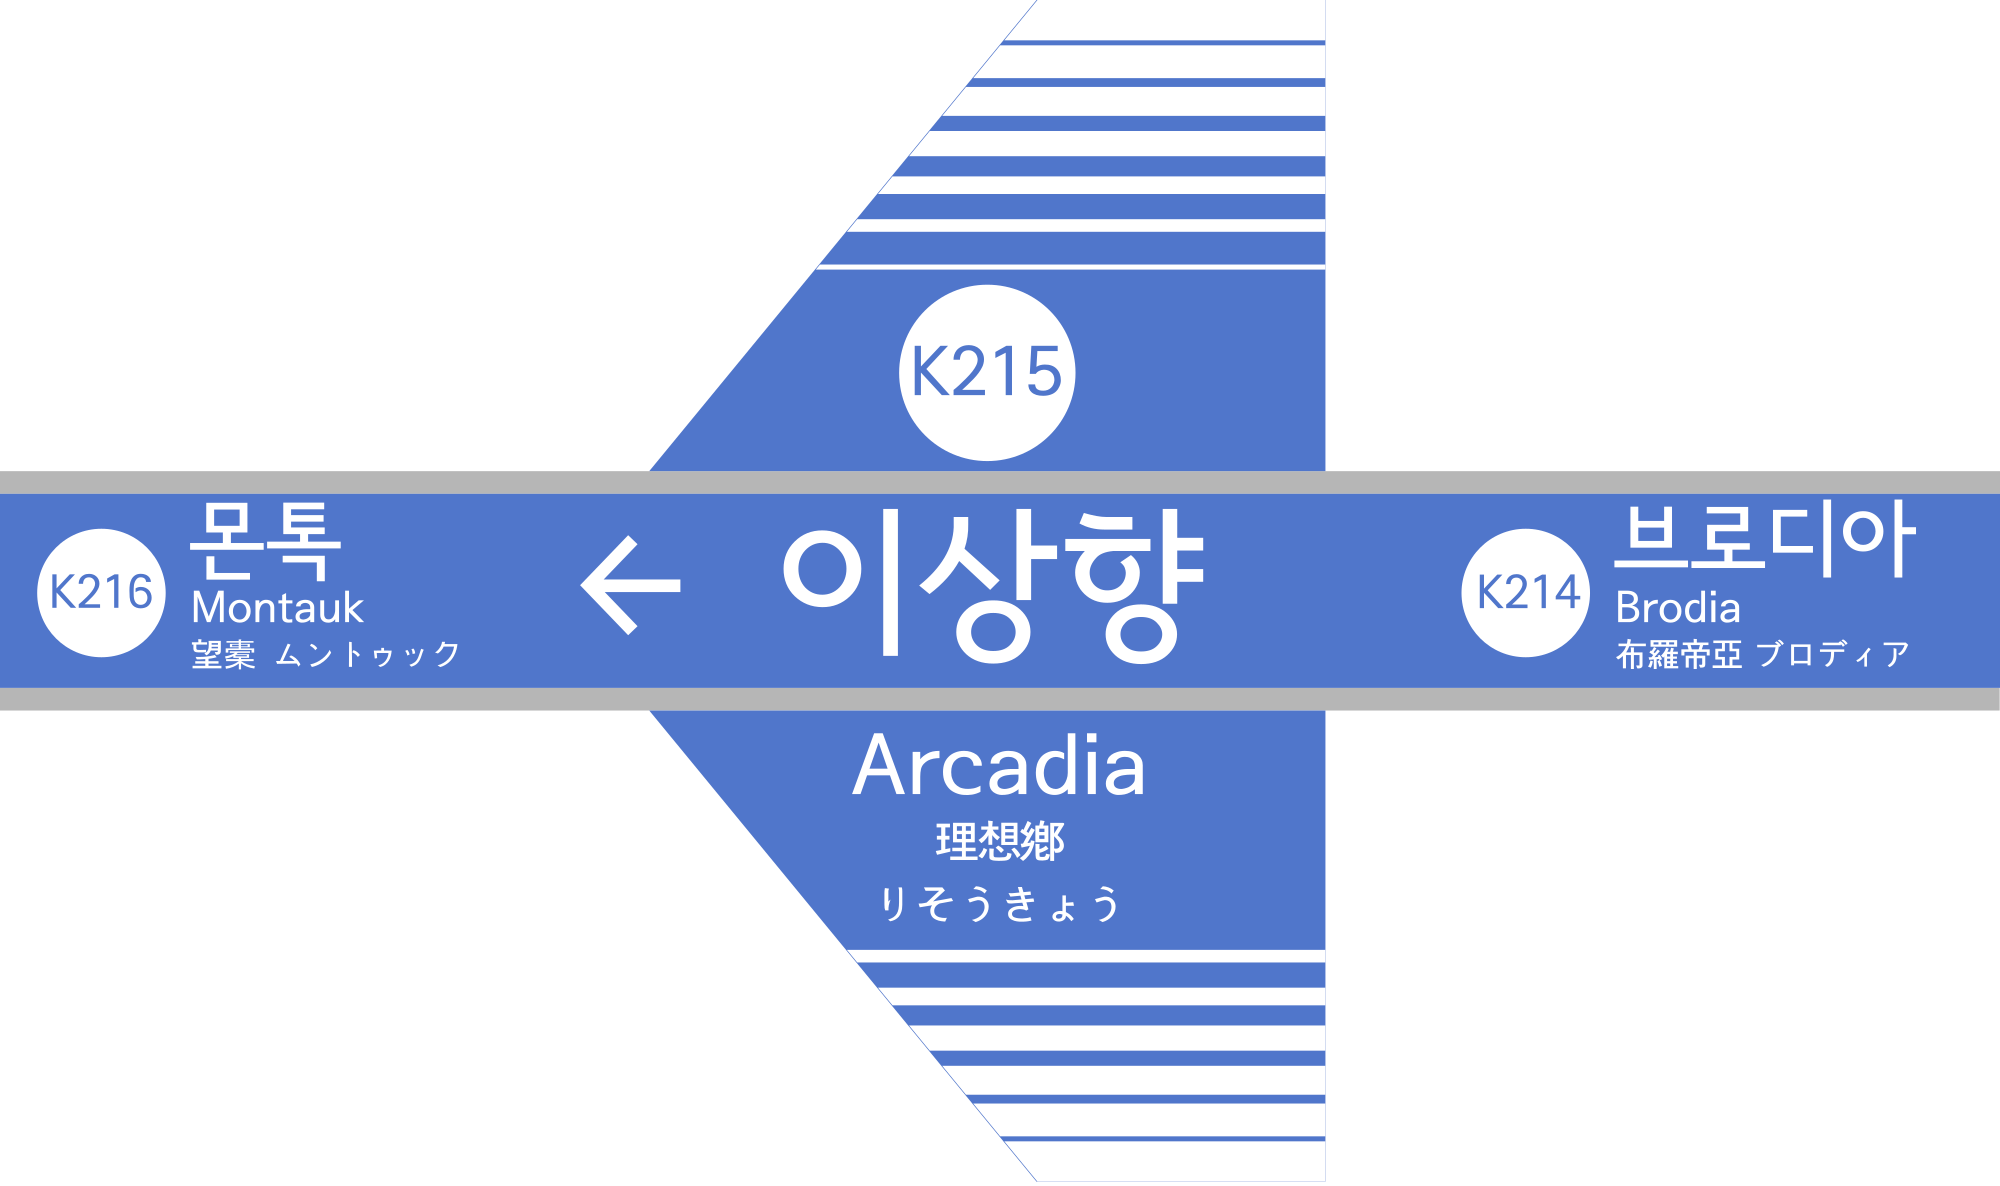 K215
K216
몬톡
Montauk
望橐 ムントゥック
이상향
K214
브로디아
Brodia
布羅帝亞 ブロディア
Arcadia
理想鄕
りそうきょう